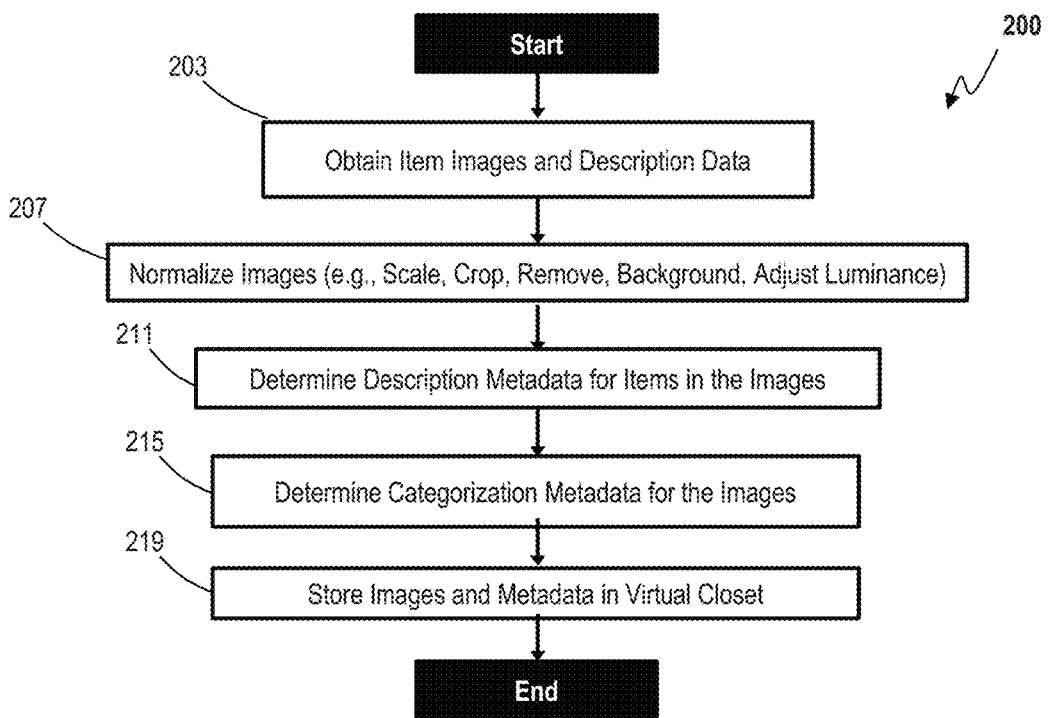 200
Start
203
Obtain Item Images and Description Data
207
Normalize Images (e.g., Scale, Crop, Remove, Background, Adjust Luminance)
211
Determine Description Metadata for Items in the Images
215
Determine Categorization Metadata for the Images
219
Store Images and Metadata in Virtual Closet
End